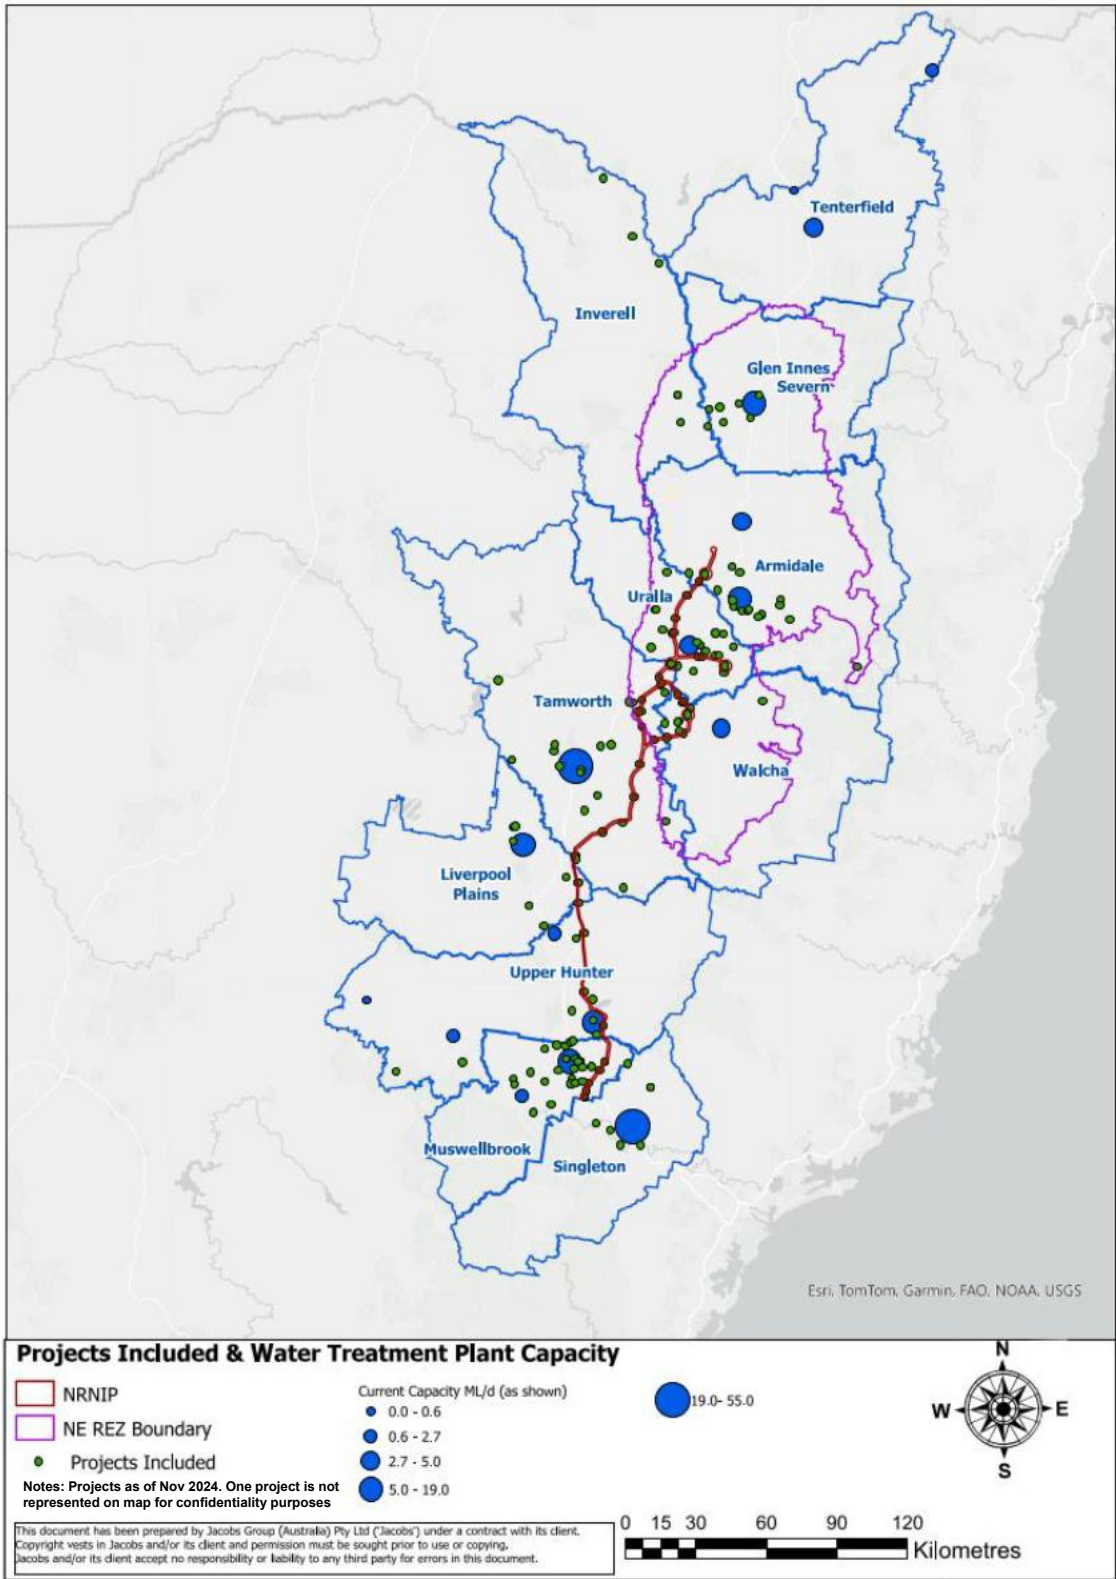 Tenterfield
Inverell
Glen Innes
Severn
Armidale
Uralla
Tamworth
Walcha
Liverpool
Plains
Upper Hunter
Muswellbrook
Singleton
Esri, TomTom, Garmin, FAO, NOAA, USGS
Projects Included & Water Treatment Plant Capacity
NRNIP
NE REZ Boundary
Projects Included
Notes: Projects as of Nov 2024. One project is not
represented on map for confidentiality purposes
Current Capacity ML/d (as shown)
0.0 - 0.6
0.6 - 2.7
2.7 - 5.0
5.0 - 19.0
19.0- 55.0
N
W
E
S
This document has been prepared by Jacobs Group (Australia) Pty Ltd ('Jacobs') under a contract with its client.
Copyright vests in Jacobs and/or its client and permission must be sought prior to use or copying.
Jacobs and/or its client accept no responsibility or liability to any third party for errors in this document.
0 15 30 60 90 120
Kilometres